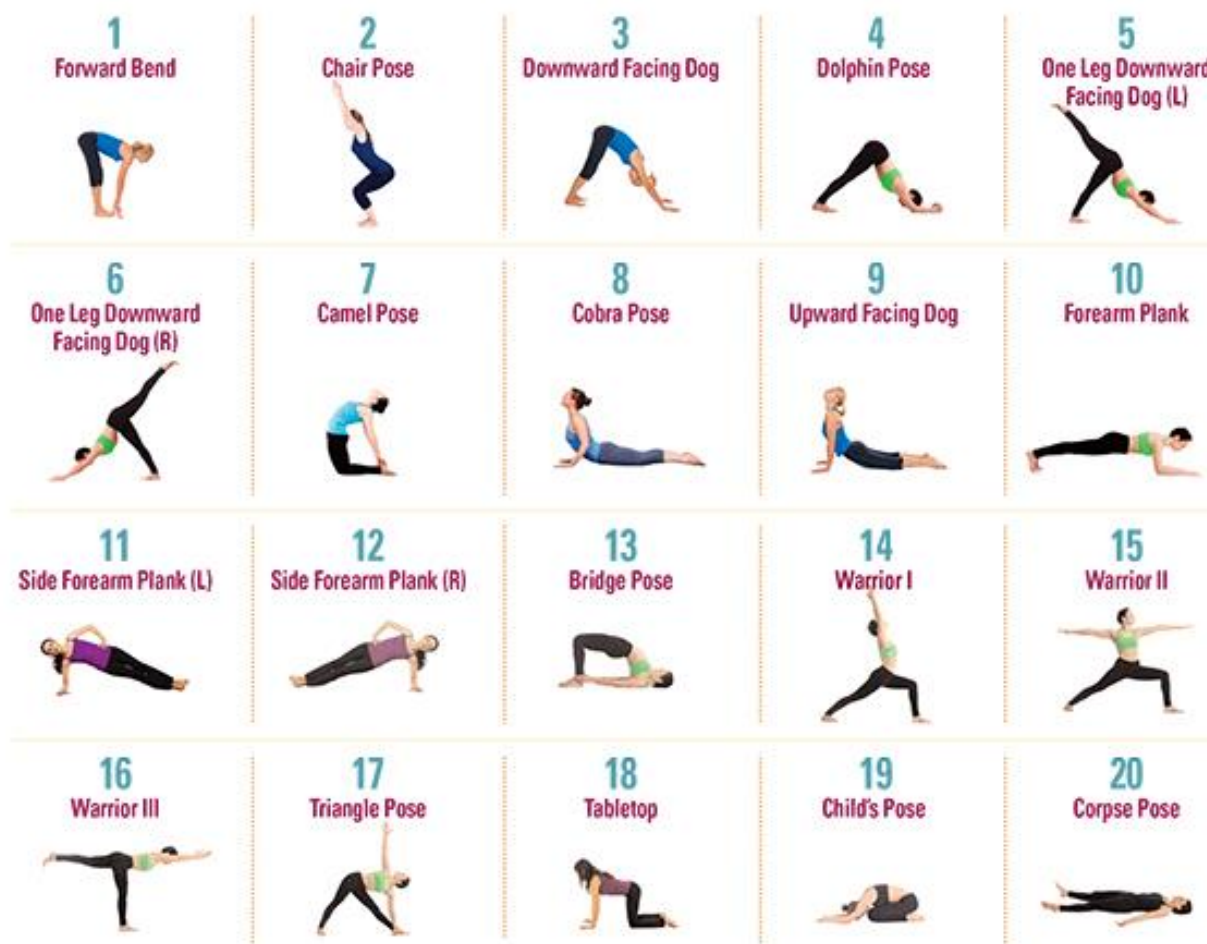 1
Forward Bend
2
Chair Pose
3
Downward Facing Dog
4
Dolphin Pose
5
One Leg Downward
Facing Dog (L)
6
One Leg Downward
Facing Dog (R)
7
Camel Pose
8
Cobra Pose
9
Upward Facing Dog
10
Forearm Plank
11
Side Forearm Plank (L)
12
Side Forearm Plank (R)
13
Bridge Pose
14
Warrior I
15
Warrior II
16
Warrior III
17
Triangle Pose
18
Tabletop
19
Child's Pose
20
Corpse Pose